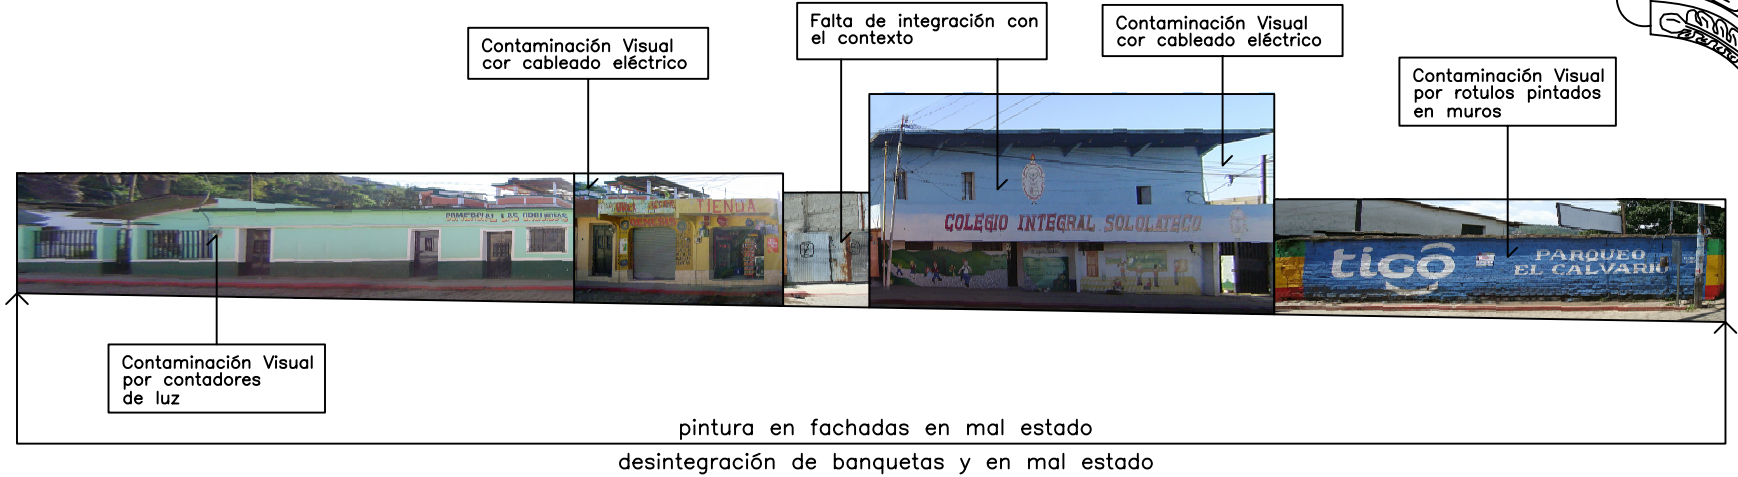 Contaminación Visual
cor cableado eléctrico
Falta de integración con
el contexto
Contaminación Visual
cor cableado eléctrico
Contaminación Visual
por rotulos pintados
en muros
COMERCIAL LAS
TIENDA
COLEGIO INTEGRAL SOLOLATECO
tigo
PARQUEO
EL CALVARIO
Contaminación Visual
por contadores
de luz
pintura en fachadas en mal estado
desintegración de banquetas y en mal estado